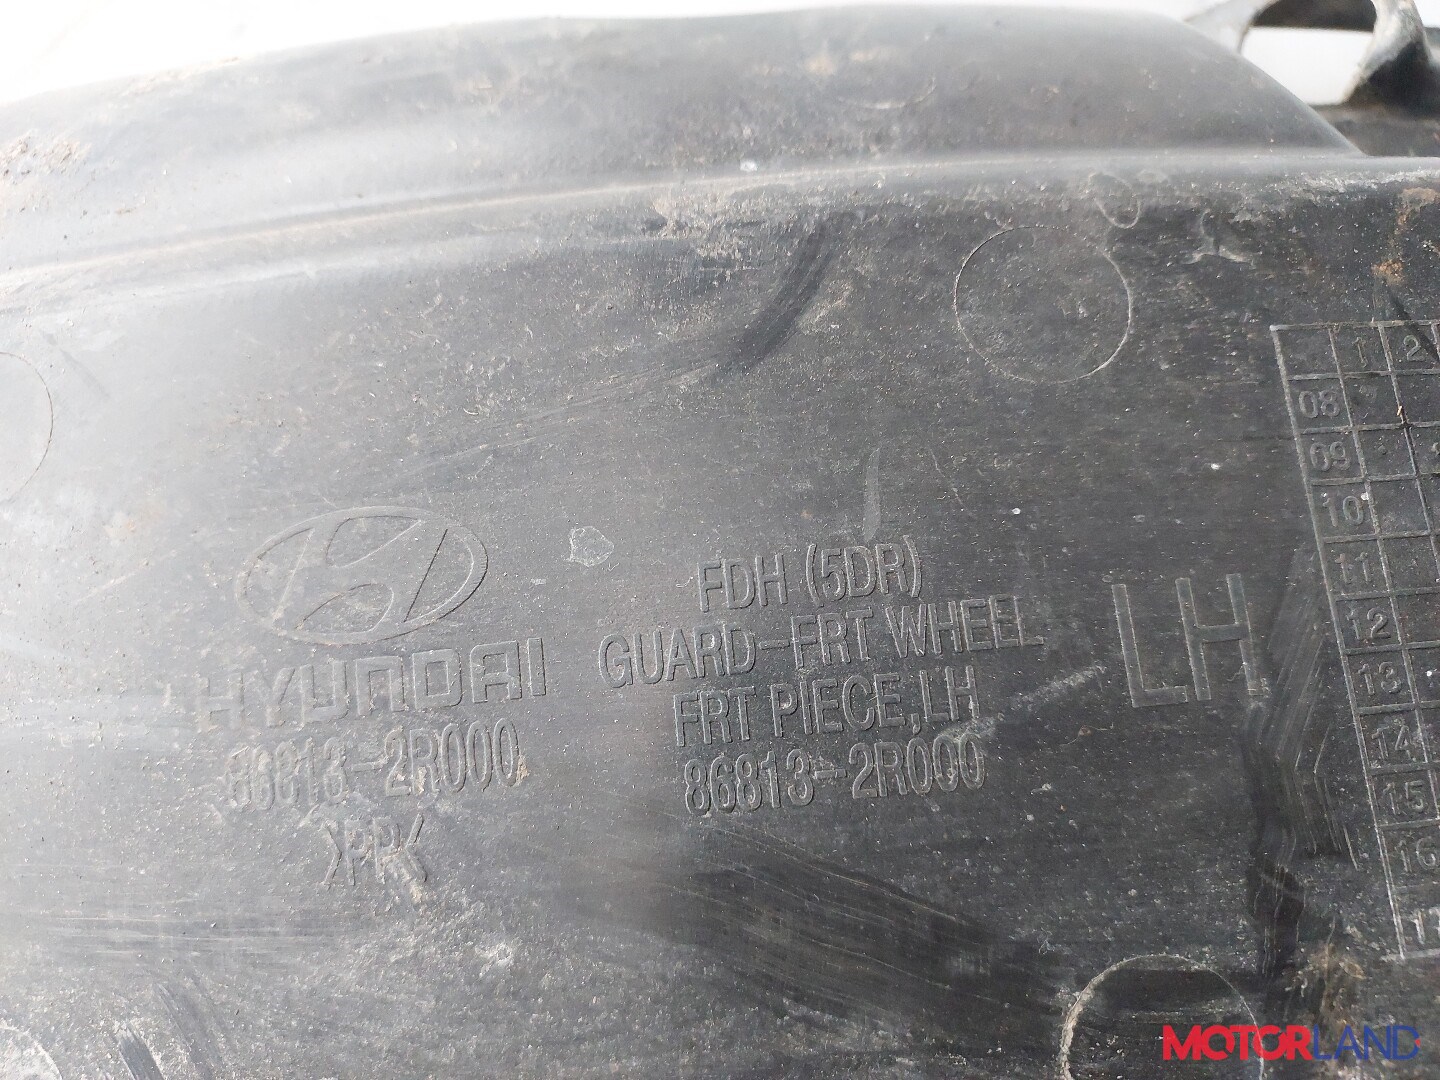 HYUNDAI
86813-2R000
>PP<
FDH (5DR)
GUARD-FRT WHEEL
FRT PIECE,LH
86813-2R000
LH
1 2
08
09
10
11
12
13
14
15
16
MOTORLAND